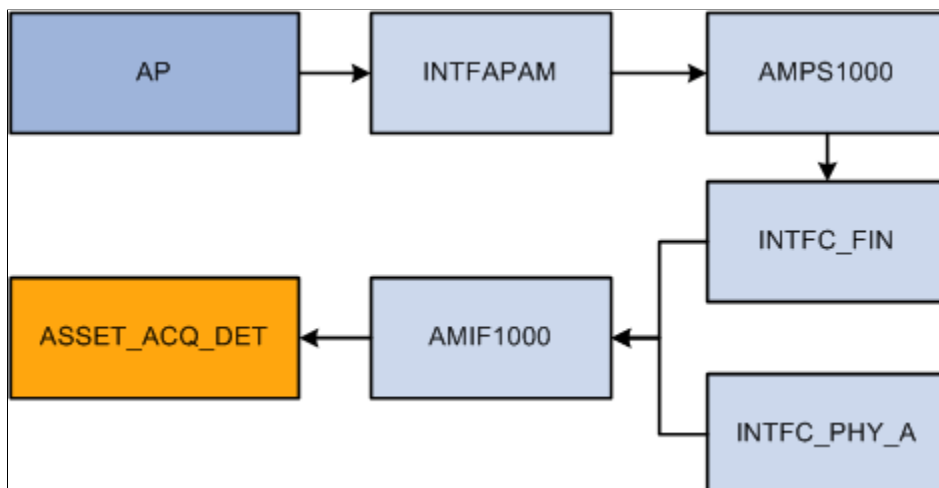 AP
INTFAPAM
AMPS1000
INTFC_FIN
ASSET_ACQ_DET
AMIF1000
INTFC_PHY_A